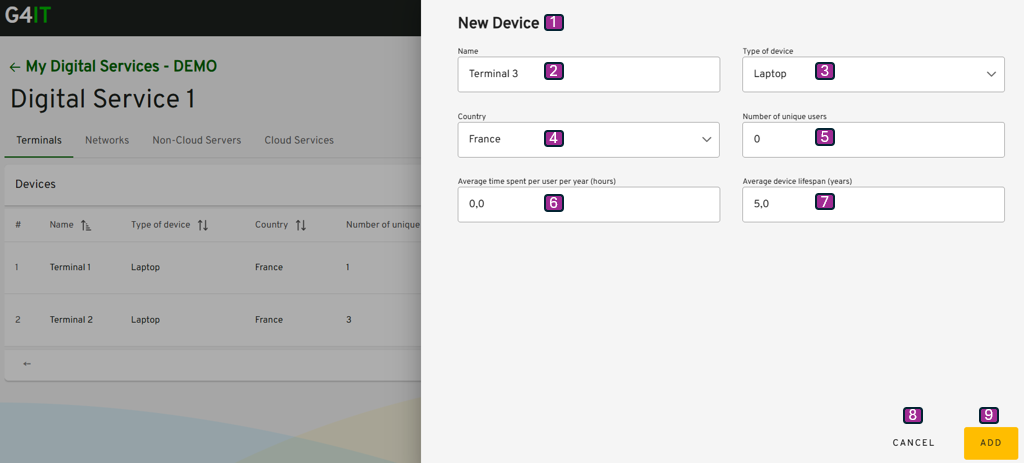 G4IT
← My Digital Services - DEMO
Digital Service 1
Terminals Networks Non-Cloud Servers Cloud Services
Devices
# Name Type of device Country Number of unique
1 Terminal 1 Laptop France 1
2 Terminal 2 Laptop France 3
←
New Device 1
Name Type of device
Terminal 3 2 Laptop 3
Country Number of unique users
France 4 0 5
Average time spent per user per year (hours) Average device lifespan (years)
0,0 6 5,0 7
8 9
CANCEL ADD